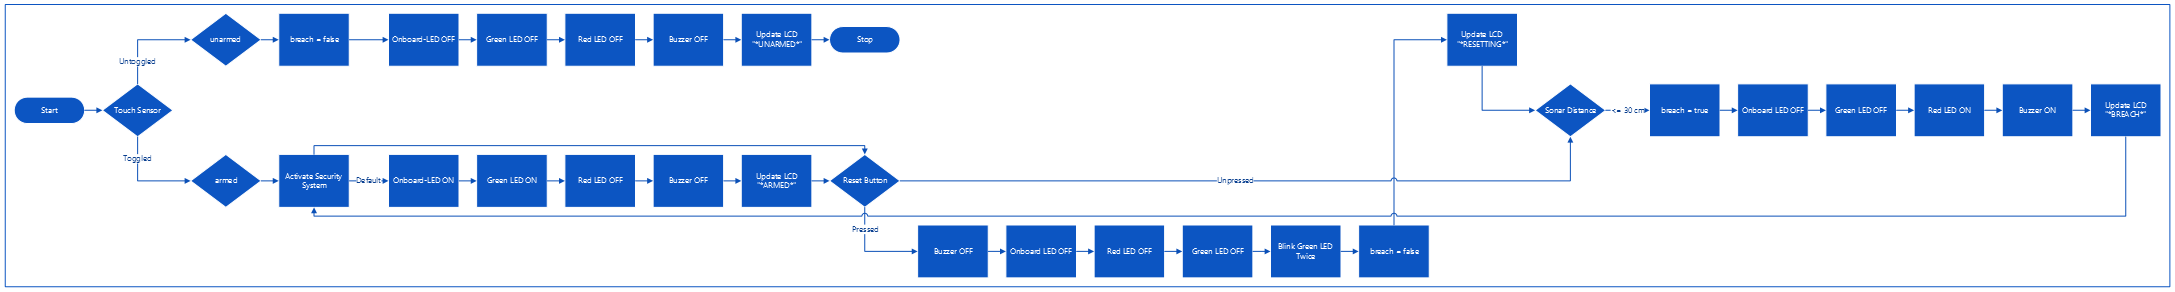 Start
Touch Sensor
Untoggled
unarmed
breach = false
Onboard-LED OFF
Green LED OFF
Red LED OFF
Buzzer OFF
Update LCD
"*UNARMED*"
Stop
Toggled
armed
Activate Security
System
Default
Onboard-LED ON
Green LED ON
Red LED OFF
Buzzer OFF
Update LCD
"*ARMED*"
Reset Button
Pressed
Buzzer OFF
Onboard LED OFF
Red LED OFF
Green LED OFF
Blink Green LED
Twice
breach = false
Update LCD
"*RESETTING*"
Unpressed
Sonar Distance
<= 30 cm
breach = true
Onboard LED OFF
Green LED OFF
Red LED ON
Buzzer ON
Update LCD
"*BREACH*"